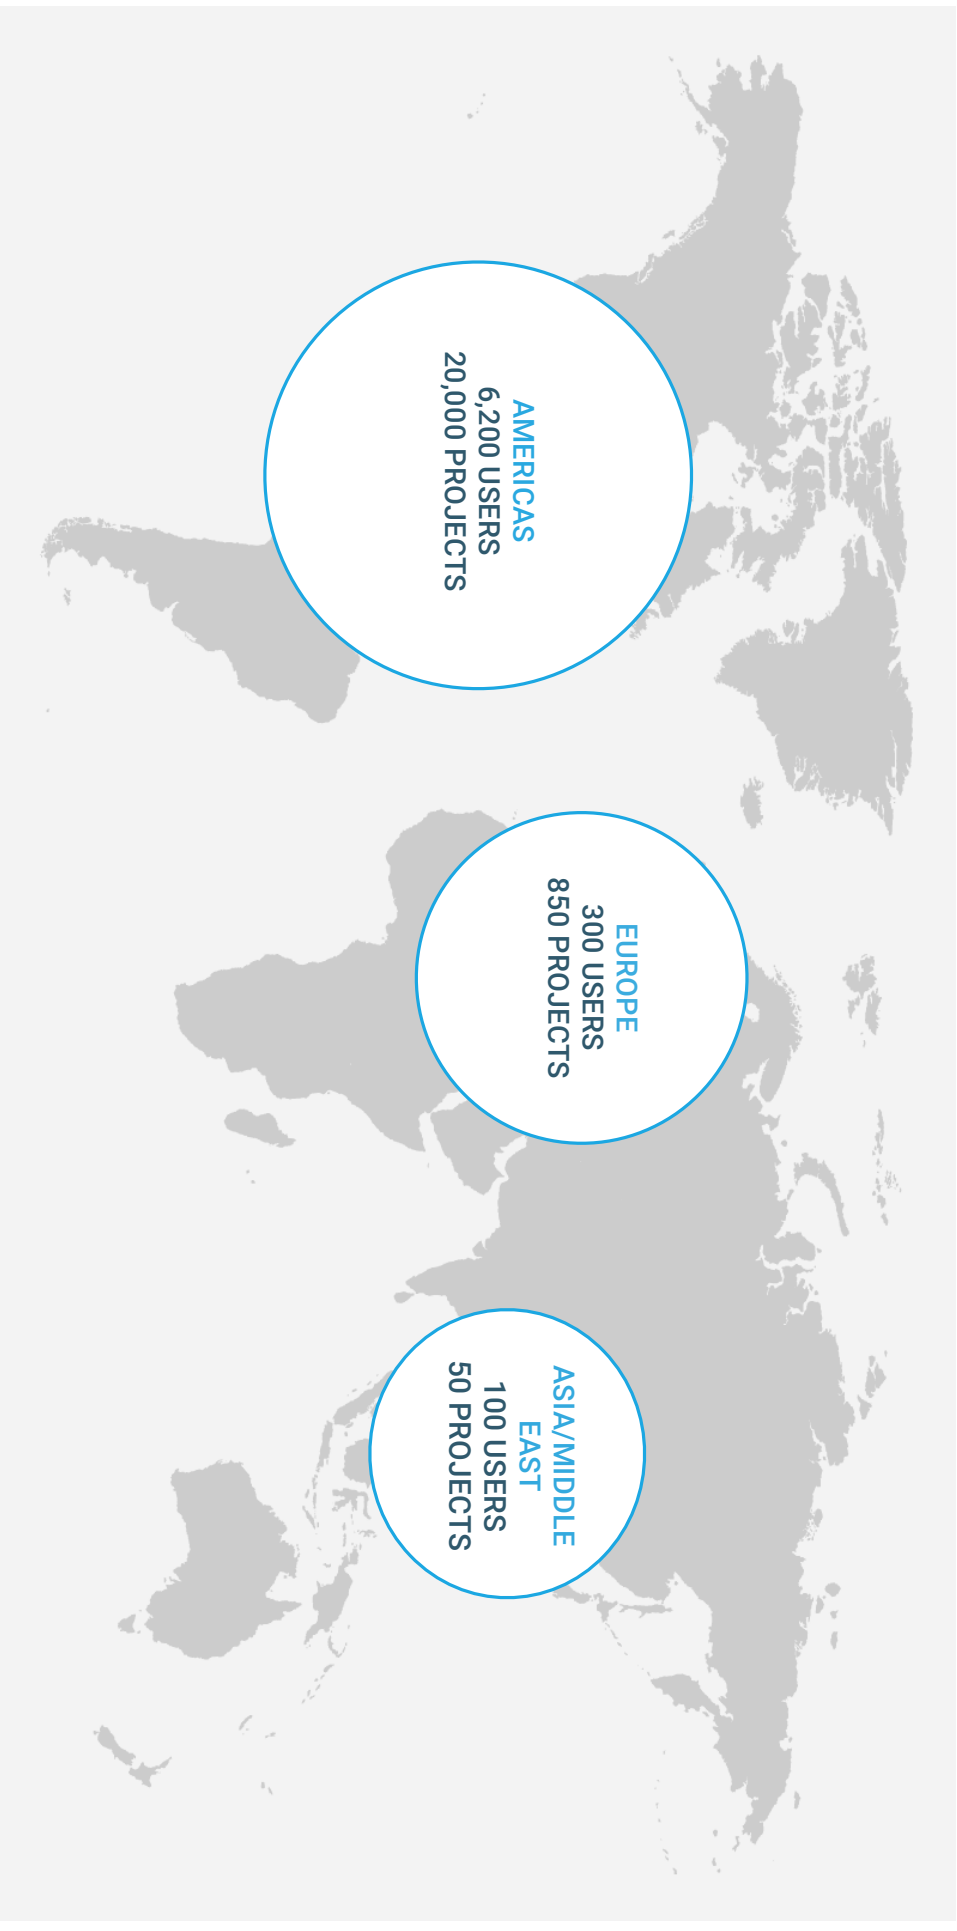 AMERICAS
6,200 USERS
20,000 PROJECTS
EUROPE
300 USERS
850 PROJECTS
ASIA/MIDDLE
EAST
100 USERS
50 PROJECTS